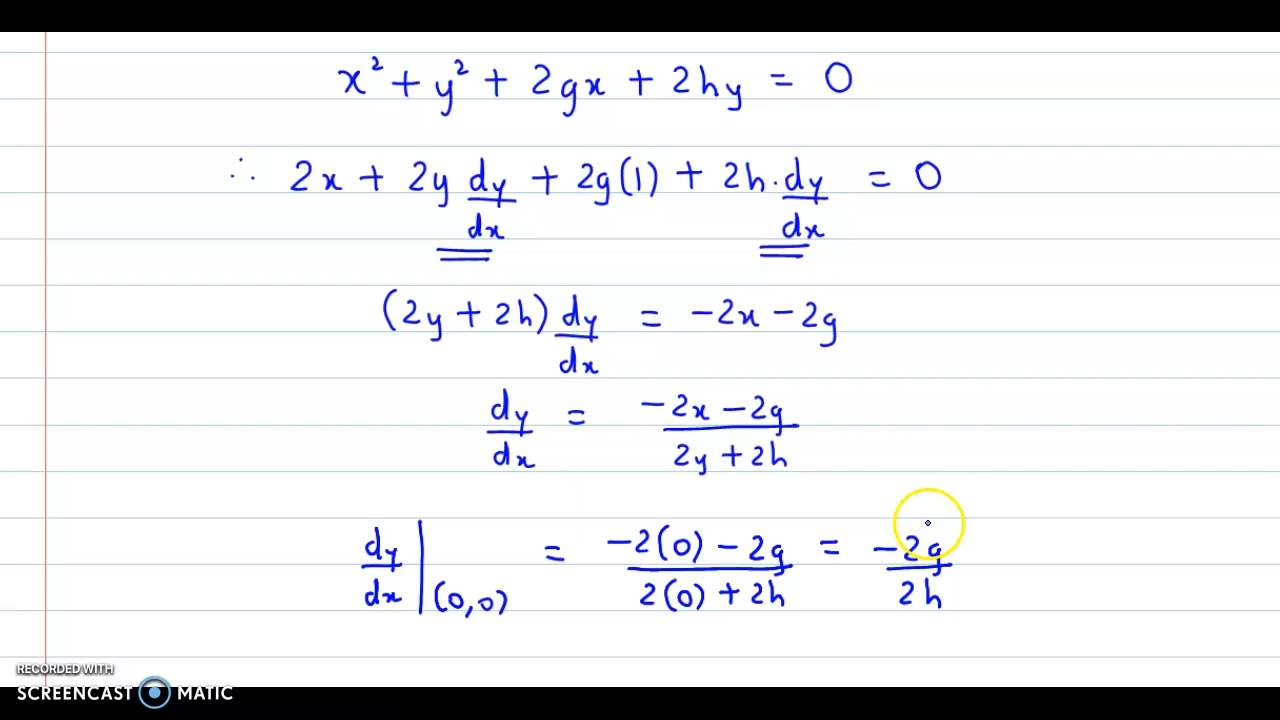 x² + y² + 2gx + 2hy = 0
∴ 2x + 2y dy/dx + 2g(1) + 2h · dy/dx = 0
(2y + 2h) dy/dx = -2x - 2g
dy/dx = (-2x - 2g)/(2y + 2h)
dy/dx |(0,0) = (-2(0) - 2g)/(2(0) + 2h) = -2g/2h
RECORDED WITH
SCREENCAST MATIC